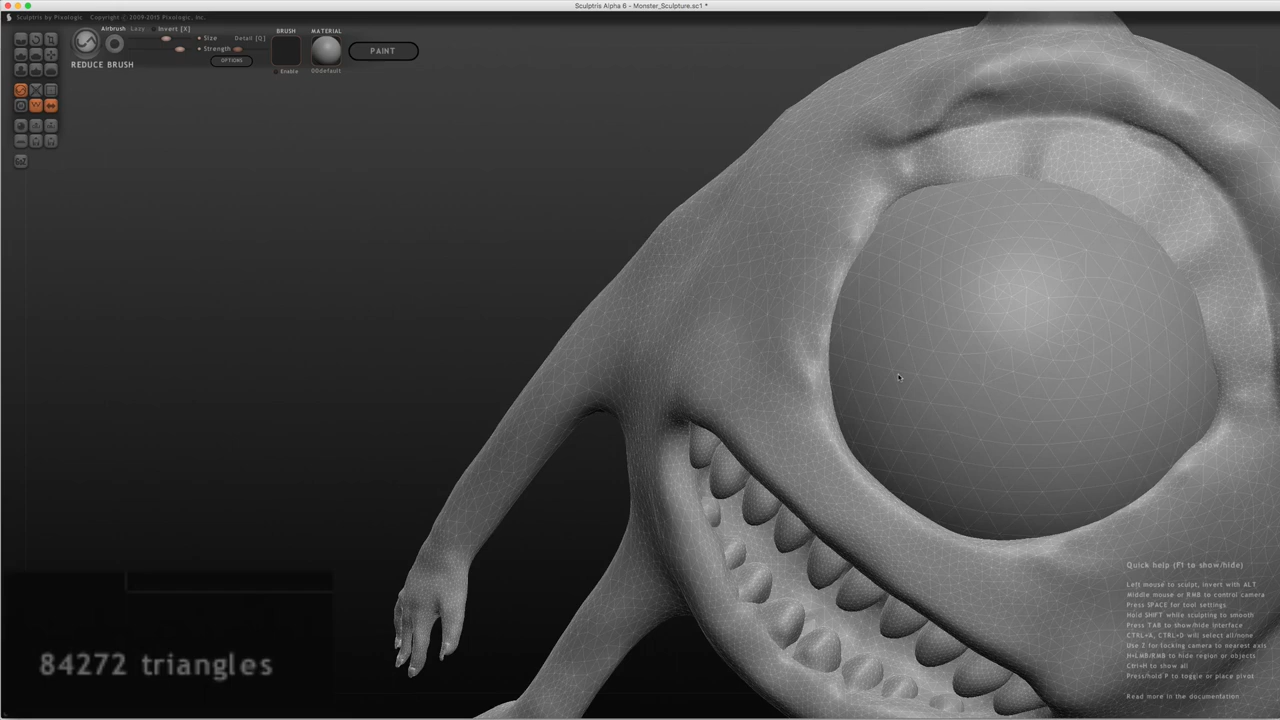 Sculptris Alpha 6 - Monster_Sculpture.sc1 *
Sculptris by Pixologic Copyright © 2009-2015 Pixologic, Inc.
Airbrush Lazy Invert [X]
Size Detail [Q]
Strength
OPTIONS
REDUCE BRUSH
BRUSH
Enable
MATERIAL
00default
PAINT
GoZ
84272 triangles
Quick help (F1 to show/hide)
Left mouse to sculpt, invert with ALT
Middle mouse or RMB to control camera
Press SPACE for tool settings
Hold SHIFT while sculpting to smooth
Press TAB to show/hide interface
CTRL+A, CTRL+D will select all/none
Use Z for locking camera to nearest axis
H+LMB/RMB to hide region or objects
Ctrl+H to show all
Press/hold P to toggle or place pivot
Read more in the documentation